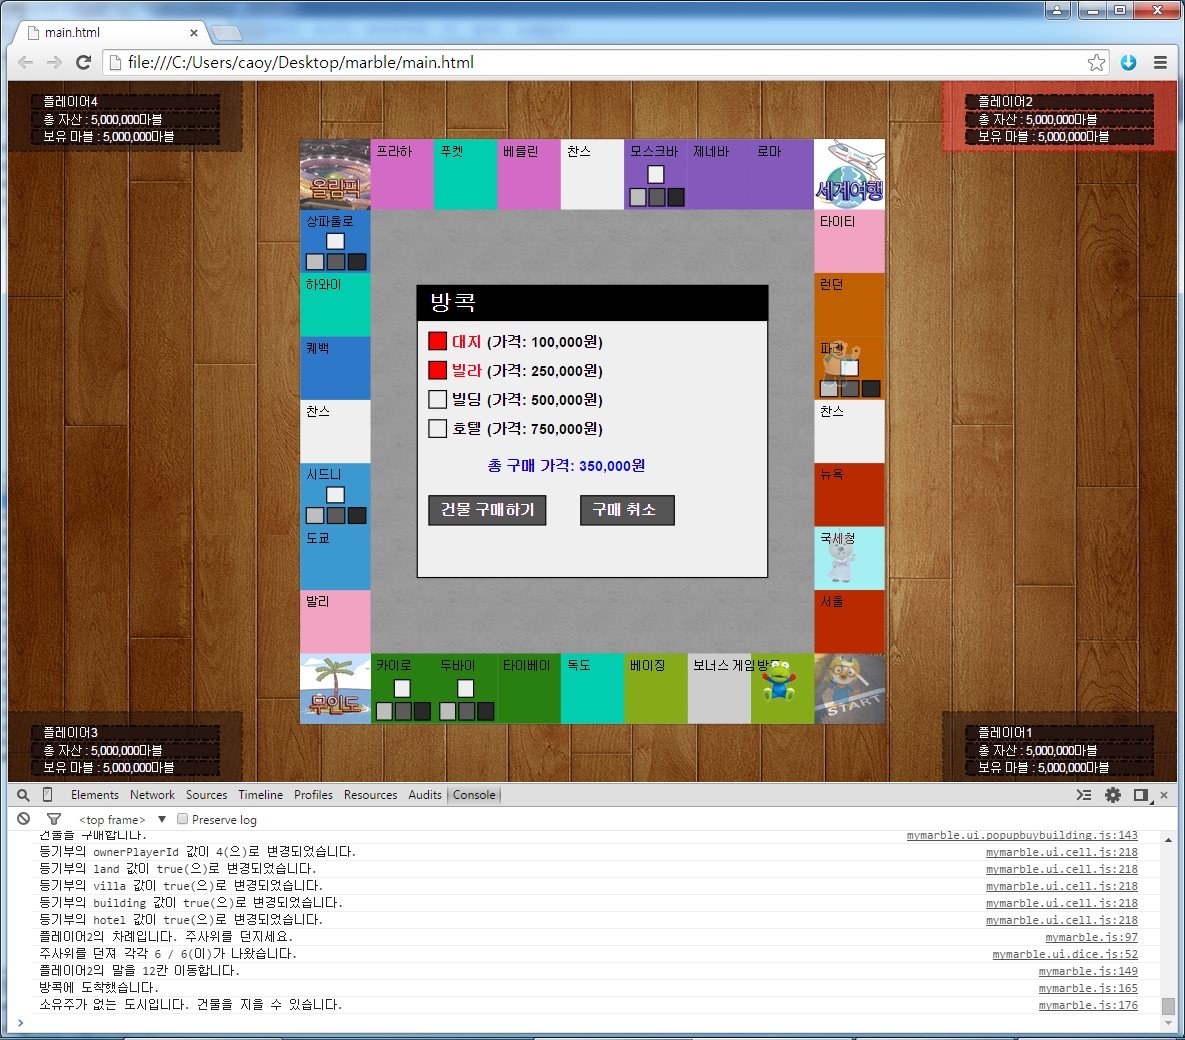 main.html
file:///C:/Users/caoy/Desktop/marble/main.html
플레이어4
총 자산 : 5,000,000마블
보유 마블 : 5,000,000마블
플레이어2
총 자산 : 5,000,000마블
보유 마블 : 5,000,000마블
올림픽
프라하
푸켓
베를린
찬스
모스크바
제네바
로마
세계여행
상파울로
타이티
하와이
런던
퀘백
찬스
찬스
시드니
뉴욕
도쿄
국세청
발리
서울
방콕
대지 (가격: 100,000원)
빌라 (가격: 250,000원)
빌딩 (가격: 500,000원)
호텔 (가격: 750,000원)
총 구매 가격: 350,000원
건물 구매하기
구매 취소
무인도
카이로
두바이
타이베이
독도
베이징
보너스 게임
START
플레이어3
총 자산 : 5,000,000마블
보유 마블 : 5,000,000마블
플레이어1
총 자산 : 5,000,000마블
보유 마블 : 5,000,000마블
Elements Network Sources Timeline Profiles Resources Audits Console
<top frame> Preserve log
건물을 구매합니다. mymarble.ui.popupbuybuilding.js:143
등기부의 ownerPlayerId 값이 4(으)로 변경되었습니다. mymarble.ui.cell.js:218
등기부의 land 값이 true(으)로 변경되었습니다. mymarble.ui.cell.js:218
등기부의 villa 값이 true(으)로 변경되었습니다. mymarble.ui.cell.js:218
등기부의 building 값이 true(으)로 변경되었습니다. mymarble.ui.cell.js:218
등기부의 hotel 값이 true(으)로 변경되었습니다. mymarble.ui.cell.js:218
플레이어2의 차례입니다. 주사위를 던지세요. mymarble.js:97
주사위를 던져 각각 6 / 6(이)가 나왔습니다. mymarble.ui.dice.js:52
플레이어2의 말을 12칸 이동합니다. mymarble.js:149
방콕에 도착했습니다. mymarble.js:165
소유주가 없는 도시입니다. 건물을 지을 수 있습니다. mymarble.js:176